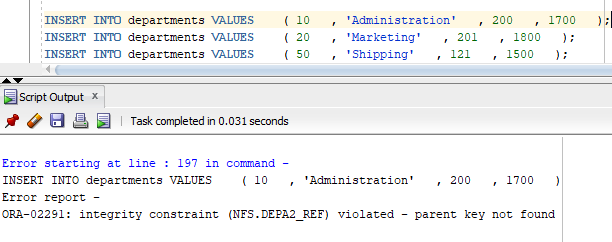 INSERT INTO departments VALUES ( 10 , 'Administration' , 200 , 1700 );
INSERT INTO departments VALUES ( 20 , 'Marketing' , 201 , 1800 );
INSERT INTO departments VALUES ( 50 , 'Shipping' , 121 , 1500 );
Script Output x
Task completed in 0.031 seconds
Error starting at line : 197 in command -
INSERT INTO departments VALUES ( 10 , 'Administration' , 200 , 1700 )
Error report -
ORA-02291: integrity constraint (NFS.DEPA2_REF) violated - parent key not found